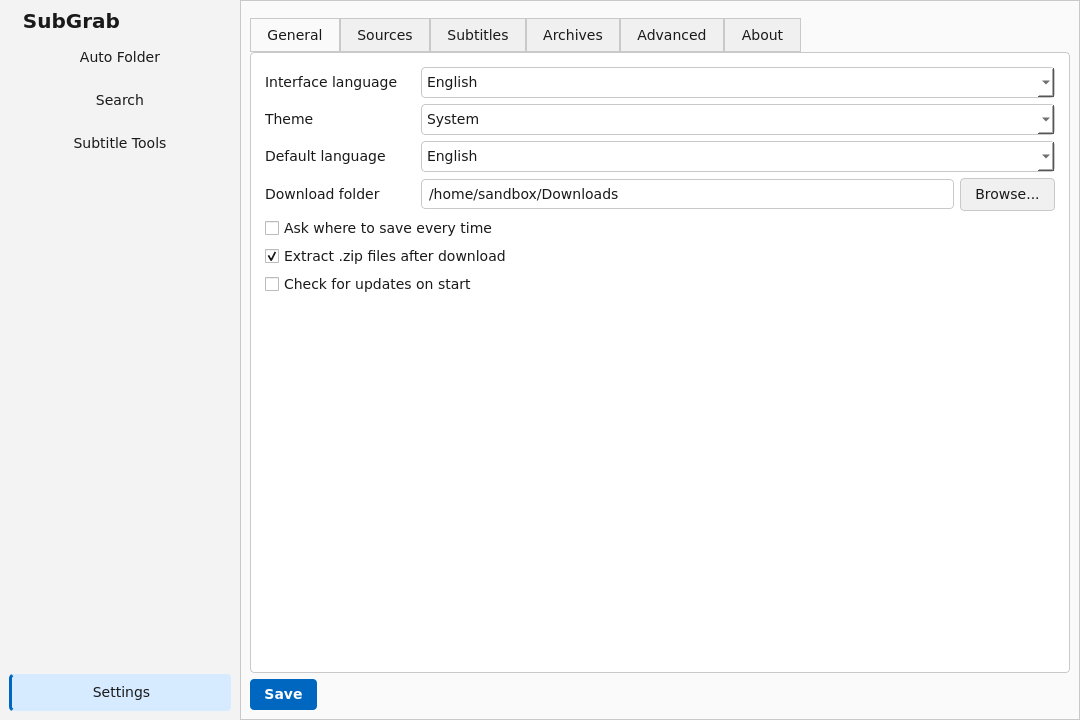 SubGrab
Auto Folder
Search
Subtitle Tools
Settings
General Sources Subtitles Archives Advanced About
Interface language English
Theme System
Default language English
Download folder /home/sandbox/Downloads Browse...
Ask where to save every time
Extract .zip files after download
Check for updates on start
Save